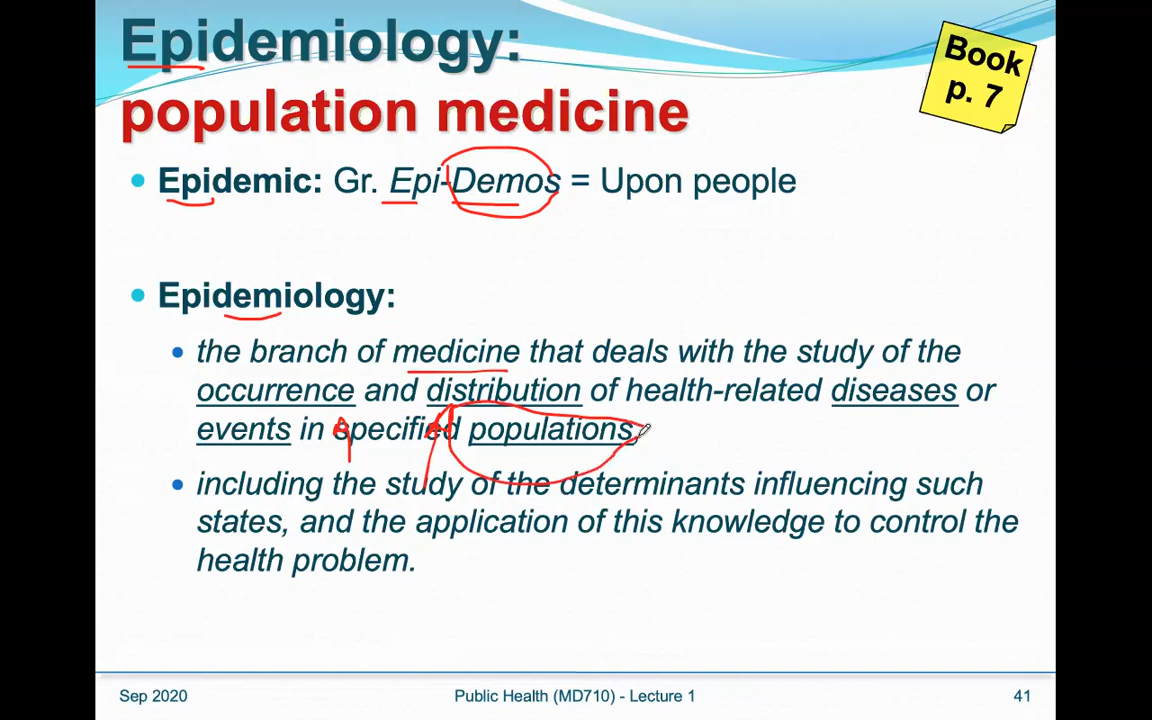 Epidemiology:
population medicine
Book
p. 7
Epidemic: Gr. Epi-Demos = Upon people
Epidemiology:
the branch of medicine that deals with the study of the
occurrence and distribution of health-related diseases or
events in specified populations
including the study of the determinants influencing such
states, and the application of this knowledge to control the
health problem.
Sep 2020
Public Health (MD710) - Lecture 1
41